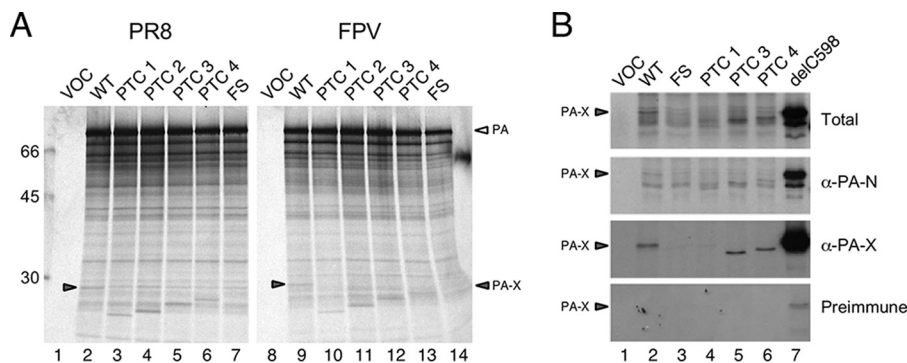 A
PR8
FPV
VOC WT PTC 1 PTC 2 PTC 3 PTC 4 FS
VOC WT PTC 1 PTC 2 PTC 3 PTC 4 FS
66
45
30
PA
PA-X
1 2 3 4 5 6 7
8 9 10 11 12 13 14
B
VOC WT FS PTC 1 PTC 3 PTC 4 delC598
PA-X Total
PA-X α-PA-N
PA-X α-PA-X
PA-X Preimmune
1 2 3 4 5 6 7